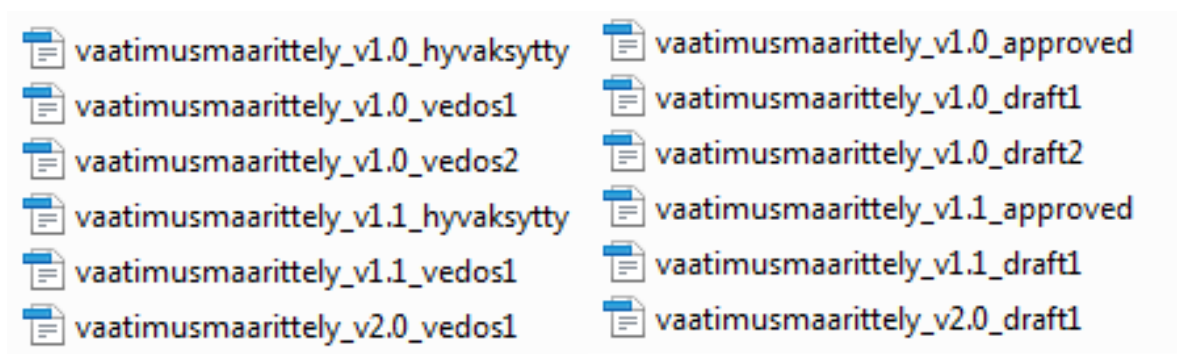 vaatimusmaarittely_v1.0_hyvaksytty
vaatimusmaarittely_v1.0_vedos1
vaatimusmaarittely_v1.0_vedos2
vaatimusmaarittely_v1.1_hyvaksytty
vaatimusmaarittely_v1.1_vedos1
vaatimusmaarittely_v2.0_vedos1
vaatimusmaarittely_v1.0_approved
vaatimusmaarittely_v1.0_draft1
vaatimusmaarittely_v1.0_draft2
vaatimusmaarittely_v1.1_approved
vaatimusmaarittely_v1.1_draft1
vaatimusmaarittely_v2.0_draft1